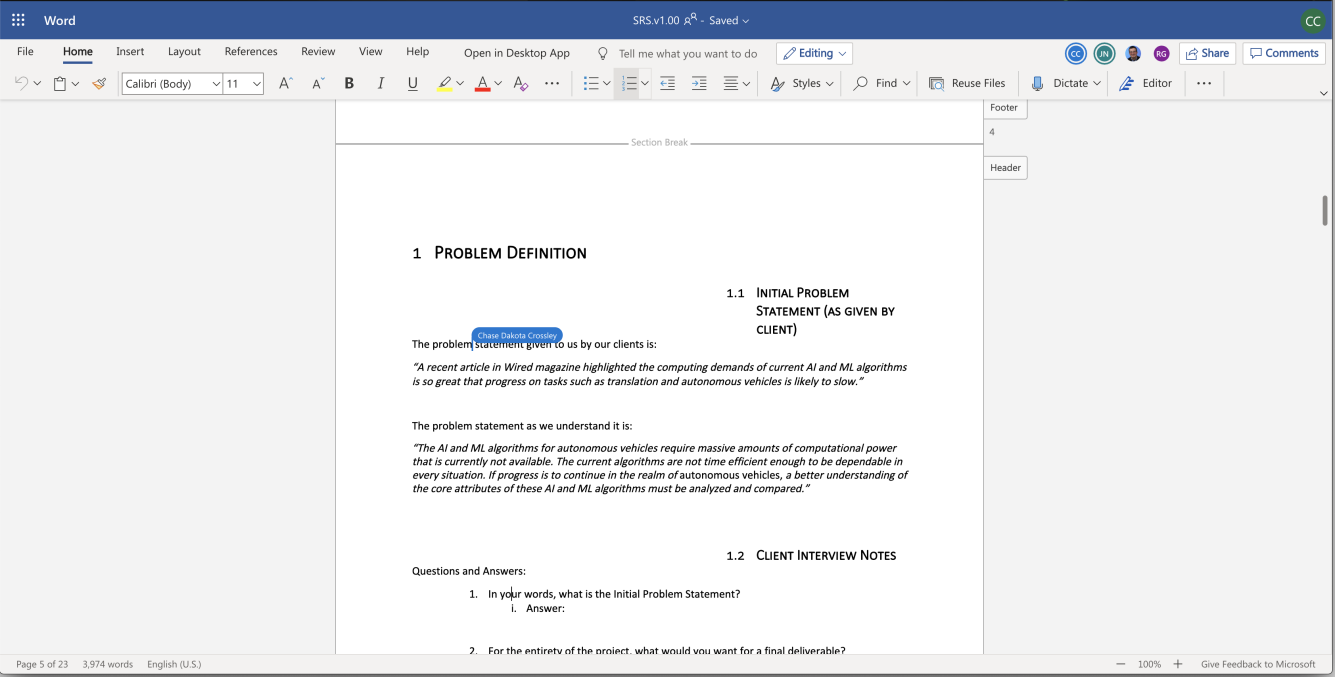 Word
SRS.v1.00 - Saved
CC
File Home Insert Layout References Review View Help Open in Desktop App Tell me what you want to do Editing CC JN RG Share Comments
Calibri (Body) 11 A A B I U A A Styles Find Reuse Files Dictate Editor
Footer
4
Section Break
Header
1 PROBLEM DEFINITION
1.1 INITIAL PROBLEM
STATEMENT (AS GIVEN BY
CLIENT)
Chase Dakota Crossley
The problem statement given to us by our clients is:
“A recent article in Wired magazine highlighted the computing demands of current AI and ML algorithms
is so great that progress on tasks such as translation and autonomous vehicles is likely to slow.”
The problem statement as we understand it is:
“The AI and ML algorithms for autonomous vehicles require massive amounts of computational power
that is currently not available. The current algorithms are not time efficient enough to be dependable in
every situation. If progress is to continue in the realm of autonomous vehicles, a better understanding of
the core attributes of these AI and ML algorithms must be analyzed and compared.”
1.2 CLIENT INTERVIEW NOTES
Questions and Answers:
1. In your words, what is the Initial Problem Statement?
i. Answer:
2. For the entirety of the project, what would you want for a final deliverable?
Page 5 of 23 3,974 words English (U.S.) 100% Give Feedback to Microsoft